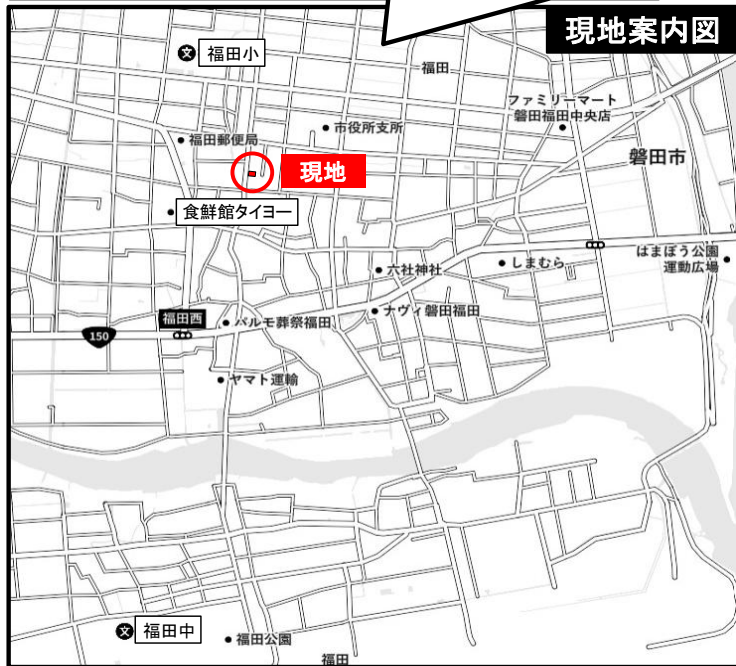 現地案内図
文 福田小
福田
ファミリーマート
磐田福田中央店
市役所支所
福田郵便局
磐田市
現地
食鮮館タイヨー
はまぼう公園
運動広場
六社神社
しまむら
福田西
パルモ葬祭福田
ナヴィ磐田福田
150
ヤマト運輸
文 福田中
福田公園
福田